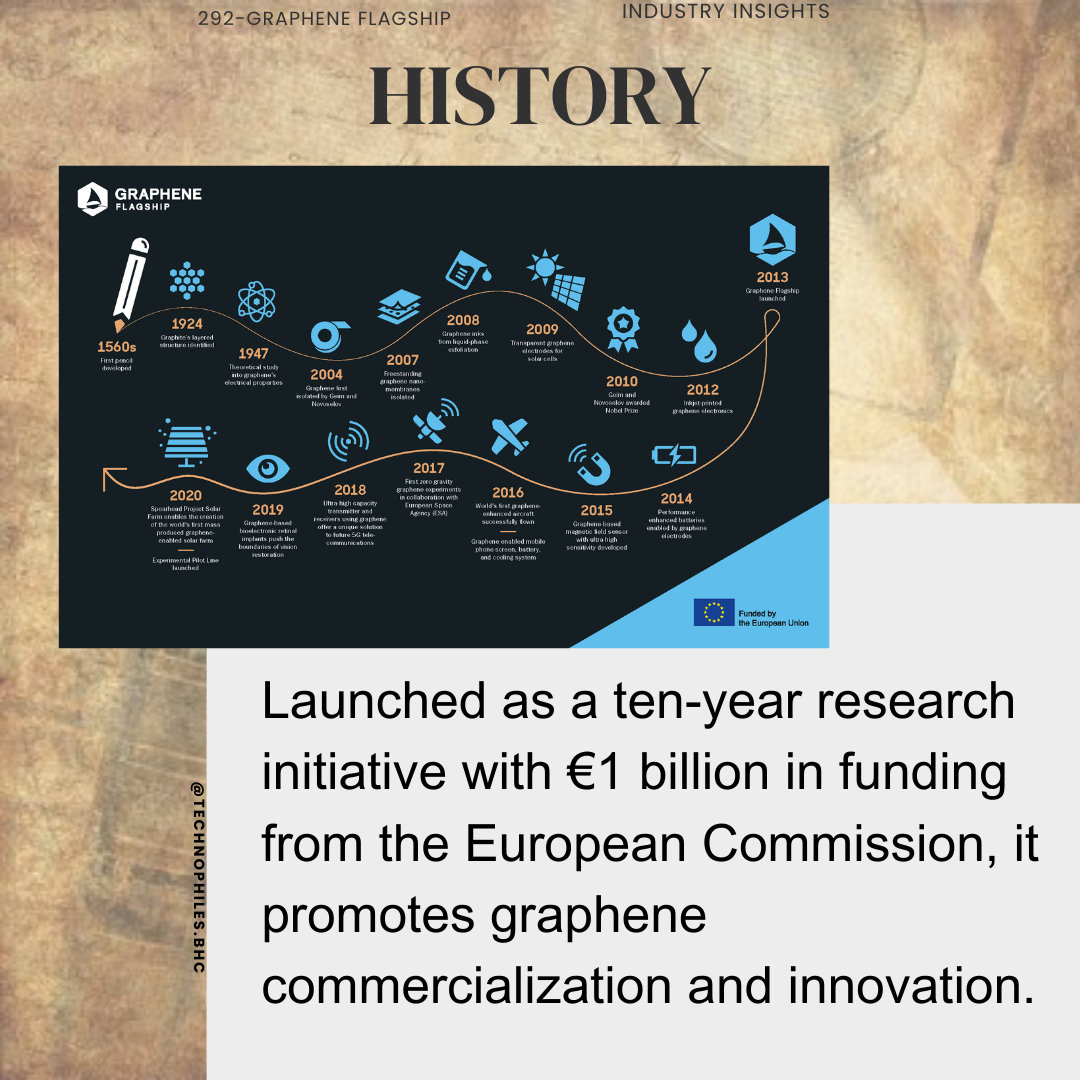 292-GRAPHENE FLAGSHIP
INDUSTRY INSIGHTS
HISTORY
GRAPHENE
FLAGSHIP
1560s
First pencil
developed
1924
Graphite's layered
structure identified
1947
Theoretical study
into graphene's
electrical properties
2004
Graphene first
isolated by Geim and
Novoselov
2007
Freestanding
graphene nano-
membranes
isolated
2008
Graphene inks
from liquid-phase
exfoliation
2009
Transparent graphene
electrodes for
solar cells
2010
Geim and
Novoselov awarded
Nobel Prize
2012
Inkjet-printed
graphene electronics
2013
Graphene Flagship
launched
2014
Performance
enhanced batteries
enabled by graphene
electrodes
2015
Graphene-based
magnetic field sensor
with ultra high
sensitivity developed
2016
World's first graphene-
enhanced aircraft
successfully flown
Graphene enabled mobile
phone screen, battery,
and cooling system
2017
First zero gravity
graphene experiments
in collaboration with
European Space
Agency (ESA)
2018
Ultra-high capacity
transmitter and
receivers using graphene
offer a unique solution
to future 5G tele-
communications
2019
Graphene-based
bioelectronic retinal
implants push the
boundaries of vision
restoration
2020
Spearhead Project Solar
Farm enables the creation
of the world's first mass
produced graphene-
enabled solar farm
Experimental Pilot Line
launched
Funded by
the European Union
Launched as a ten-year research
initiative with €1 billion in funding
from the European Commission, it
promotes graphene
commercialization and innovation.
@TECHNOPHILES.BHC